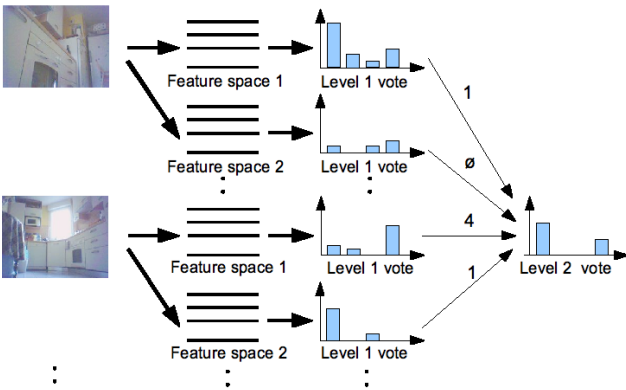 Feature space 1 Level 1 vote
1
Feature space 2 Level 1 vote
ø
4
Feature space 1 Level 1 vote Level 2 vote
1
Feature space 2 Level 1 vote